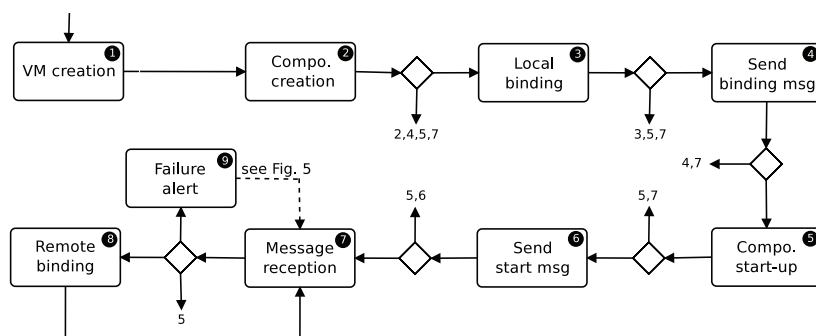 1
VM creation
2
Compo.
creation
2,4,5,7
3
Local
binding
3,5,7
4
Send
binding msg
4,7
9
Failure
alert
see Fig. 5
5,6
5,7
8
Remote
binding
5
7
Message
reception
6
Send
start msg
5
Compo.
start-up